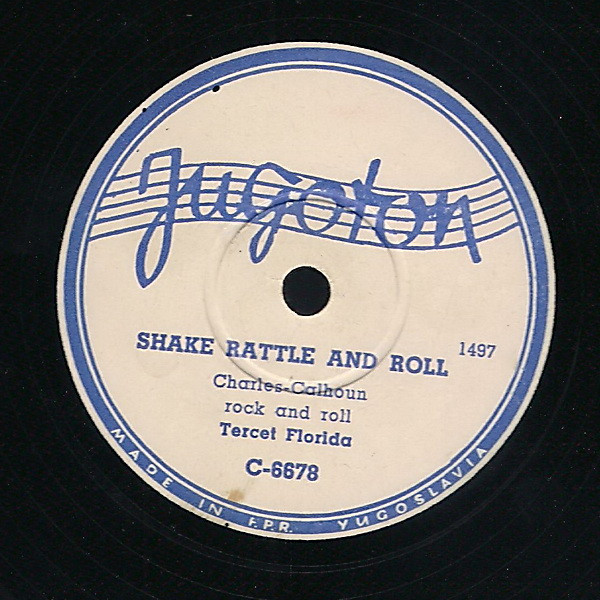 Jugoton
SHAKE RATTLE AND ROLL 1497
Charles-Calhoun
rock and roll
Tercet Florida
C-6678
MADE IN F.P.R. YUGOSLAVIA